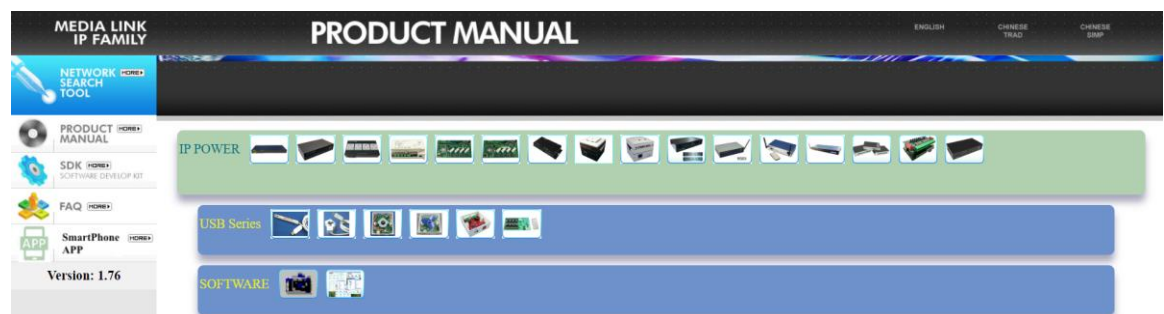 MEDIA LINK
IP FAMILY
PRODUCT MANUAL
ENGLISH
CHINESE
TRAD
CHINESE
SIMP
NETWORK MORE
SEARCH
TOOL
PRODUCT MORE
MANUAL
SDK MORE
SOFTWARE DEVELOP KIT
FAQ MORE
APP
SmartPhone MORE
APP
Version: 1.76
IP POWER
USB Series
SOFTWARE